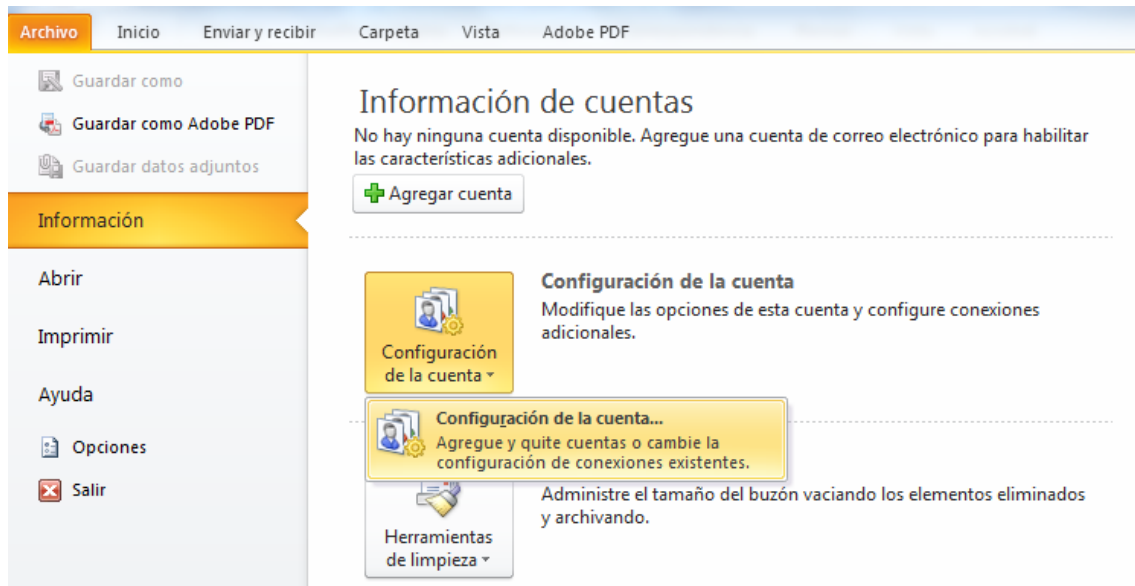 Archivo Inicio Enviar y recibir Carpeta Vista Adobe PDF
Guardar como
Guardar como Adobe PDF
Guardar datos adjuntos
Información
Abrir
Imprimir
Ayuda
Opciones
Salir
Información de cuentas
No hay ninguna cuenta disponible. Agregue una cuenta de correo electrónico para habilitar
las características adicionales.
Agregar cuenta
Configuración
de la cuenta
Configuración de la cuenta
Modifique las opciones de esta cuenta y configure conexiones
adicionales.
Configuración de la cuenta...
Agregue y quite cuentas o cambie la
configuración de conexiones existentes.
Herramientas
de limpieza
Administre el tamaño del buzón vaciando los elementos eliminados
y archivando.